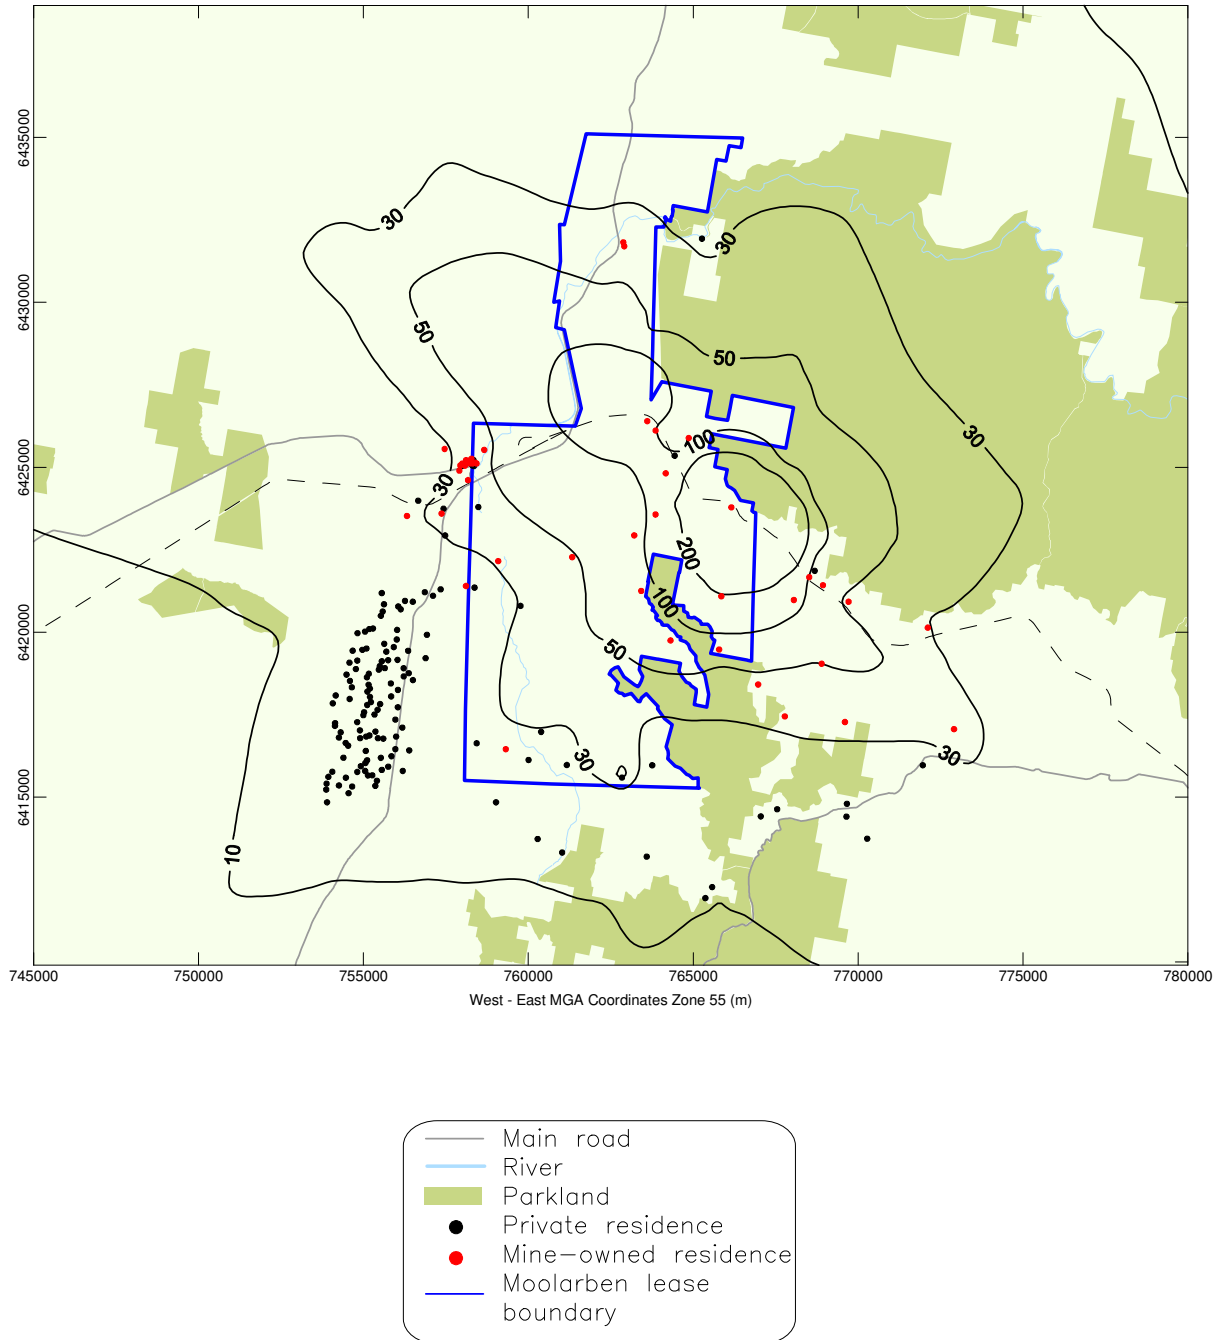 6435000
6430000
6425000
6420000
6415000
30
30
50
50
30
100
30
200
100
50
30
30
10
745000 750000 755000 760000 765000 770000 775000 780000
West - East MGA Coordinates Zone 55 (m)
Main road
River
Parkland
Private residence
Mine-owned residence
Moolarben lease
boundary